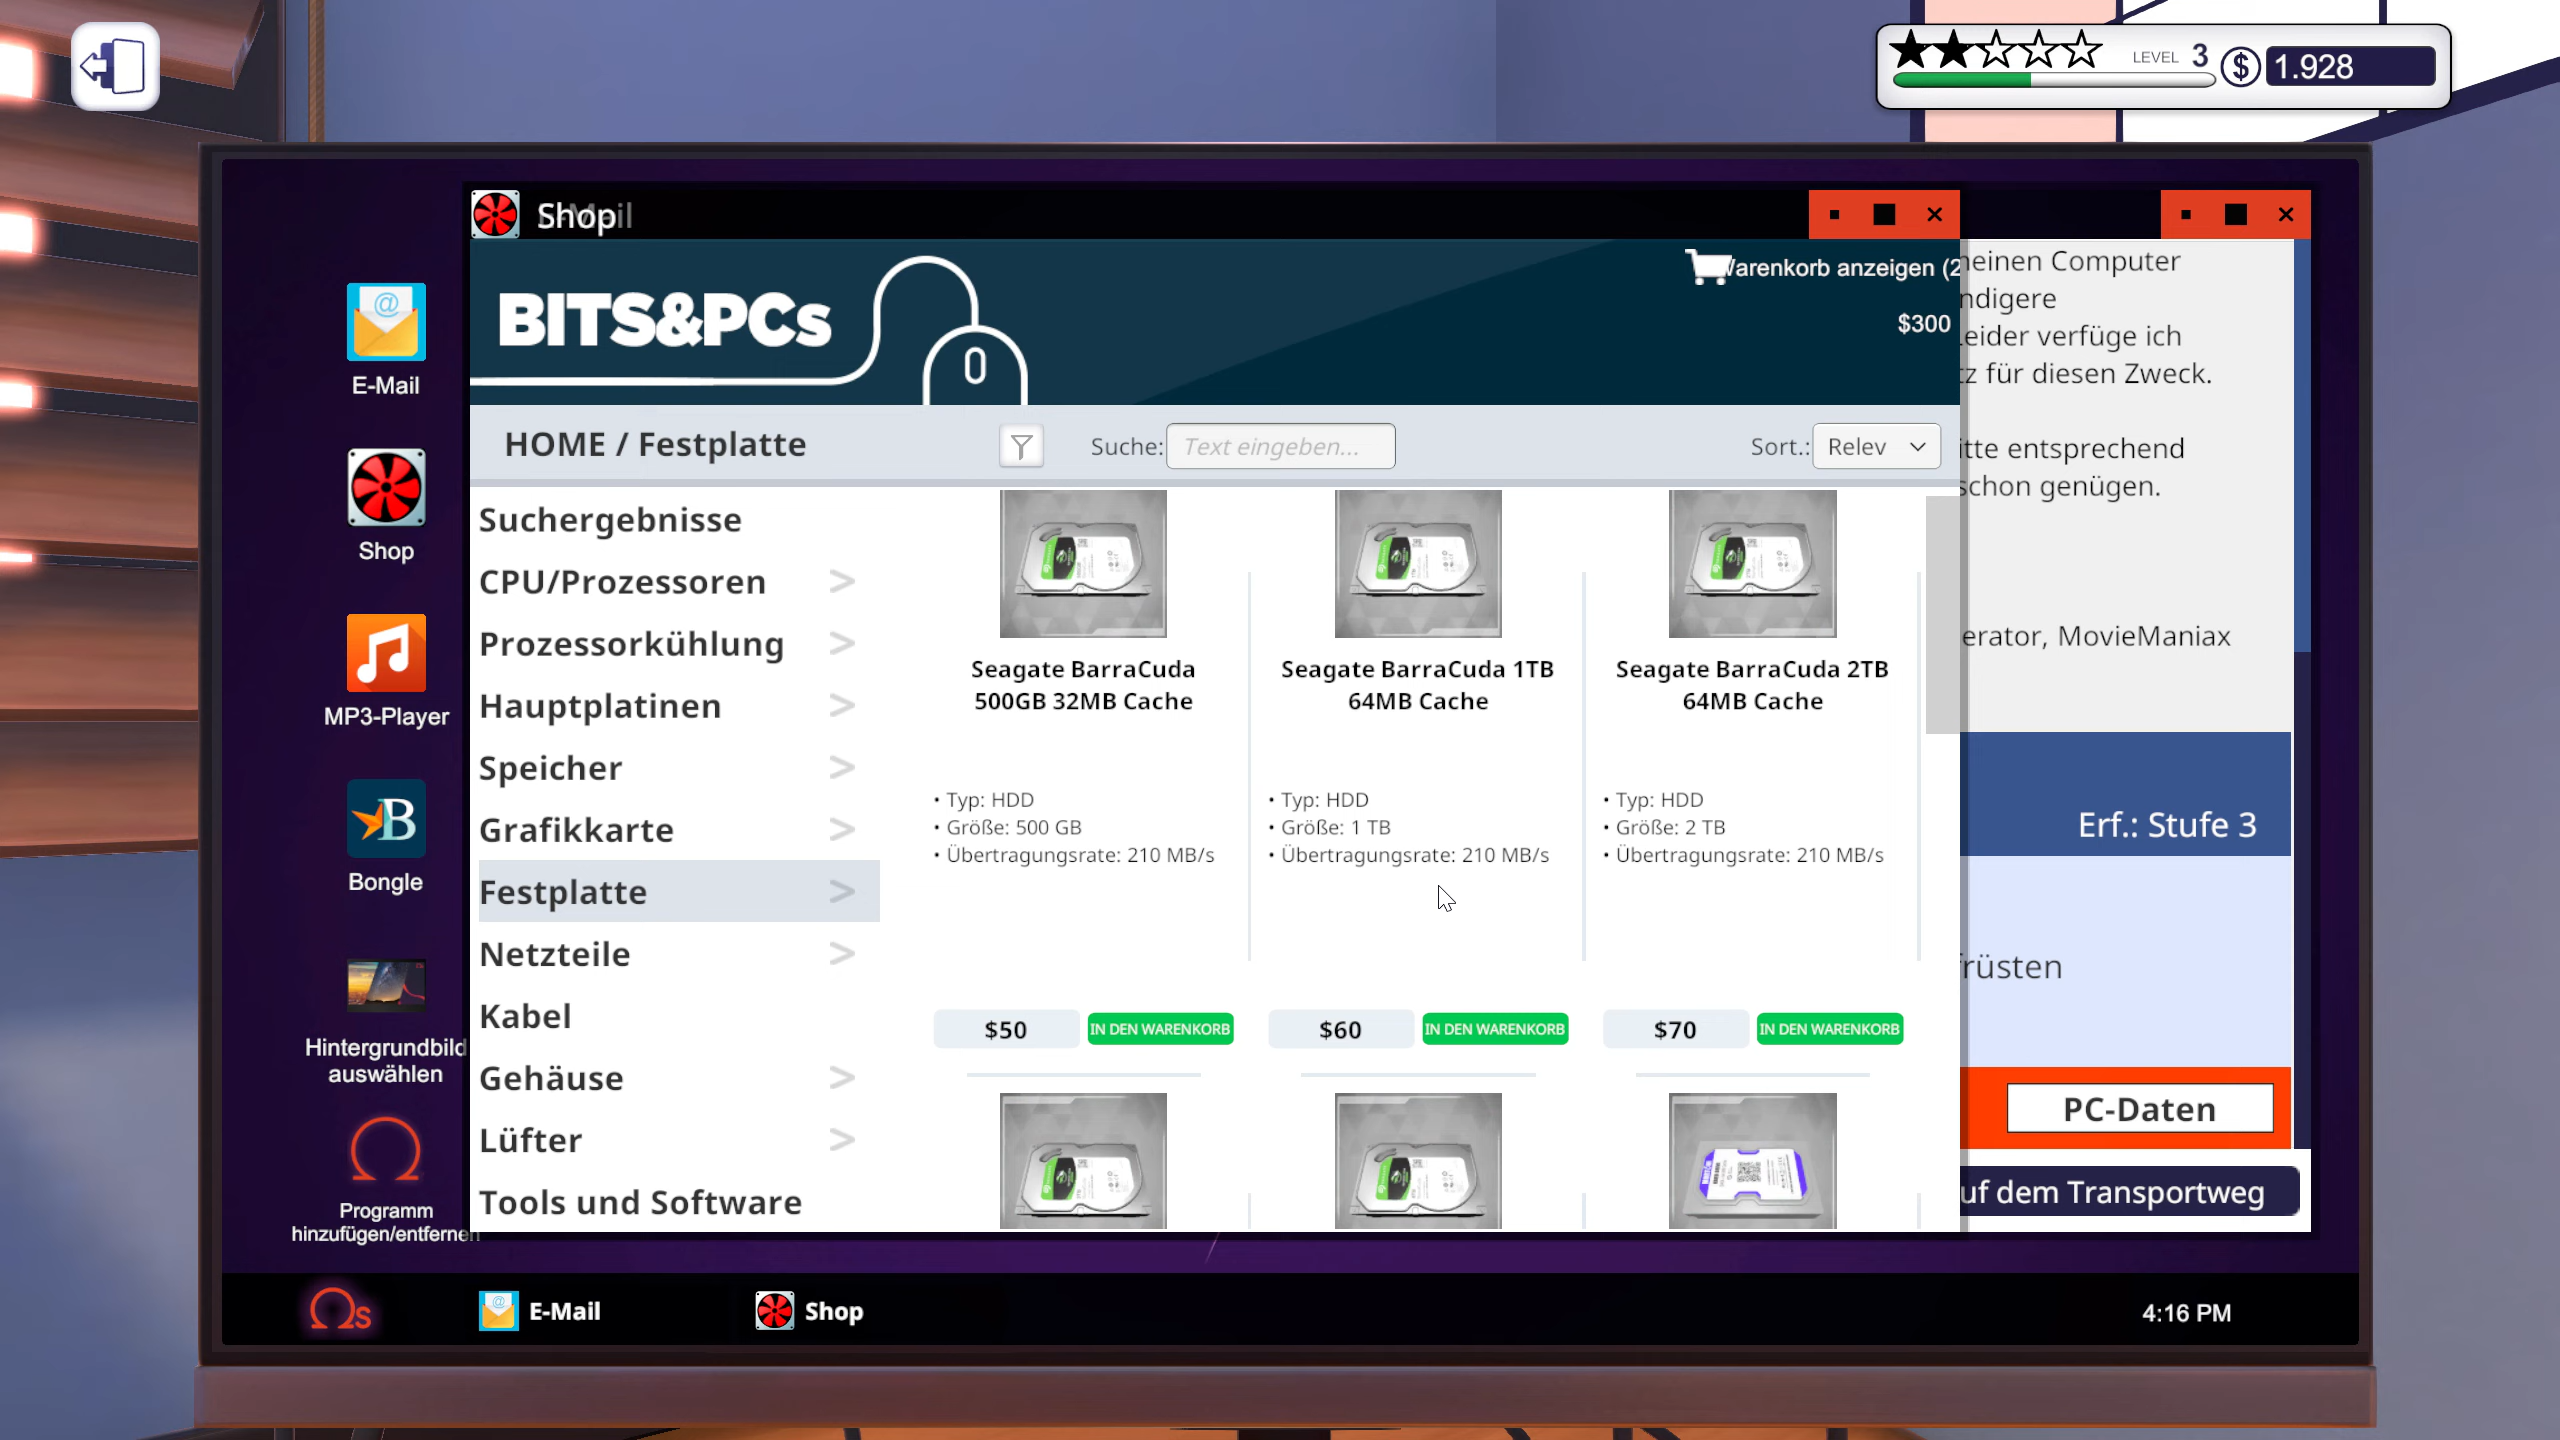 LEVEL 3 $ 1.928
Shop
Warenkorb anzeigen (2
$300
BITS&PCs
HOME / Festplatte
Suche: Text eingeben...
Sort.: Relev
Suchergebnisse
CPU/Prozessoren >
Prozessorkühlung >
Hauptplatinen >
Speicher >
Grafikkarte >
Festplatte >
Netzteile >
Kabel
Gehäuse >
Lüfter >
Tools und Software
Seagate BarraCuda
500GB 32MB Cache
• Typ: HDD
• Größe: 500 GB
• Übertragungsrate: 210 MB/s
$50 IN DEN WARENKORB
Seagate BarraCuda 1TB
64MB Cache
• Typ: HDD
• Größe: 1 TB
• Übertragungsrate: 210 MB/s
$60 IN DEN WARENKORB
Seagate BarraCuda 2TB
64MB Cache
• Typ: HDD
• Größe: 2 TB
• Übertragungsrate: 210 MB/s
$70 IN DEN WARENKORB
einen Computer
ndigere
eider verfüge ich
z für diesen Zweck.
itte entsprechend
schon genügen.
erator, MovieManiax
Erf.: Stufe 3
rüsten
PC-Daten
uf dem Transportweg
E-Mail
Shop
MP3-Player
Bongle
Hintergrundbild
auswählen
Programm
hinzufügen/entfernen
Ωs
E-Mail
Shop
4:16 PM